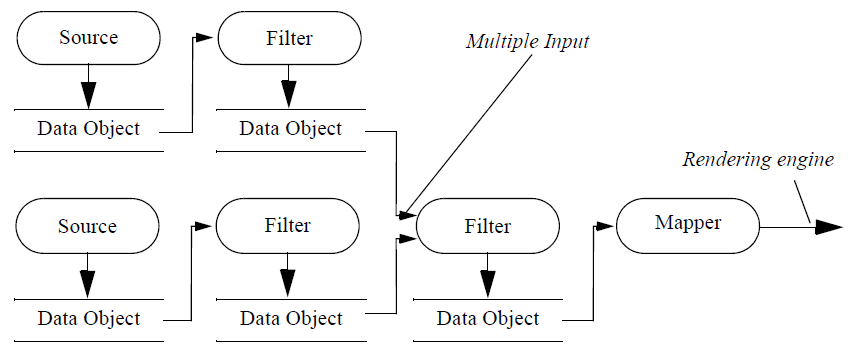 Source
Filter
Multiple Input
Data Object
Data Object
Rendering engine
Source
Filter
Filter
Mapper
Data Object
Data Object
Data Object